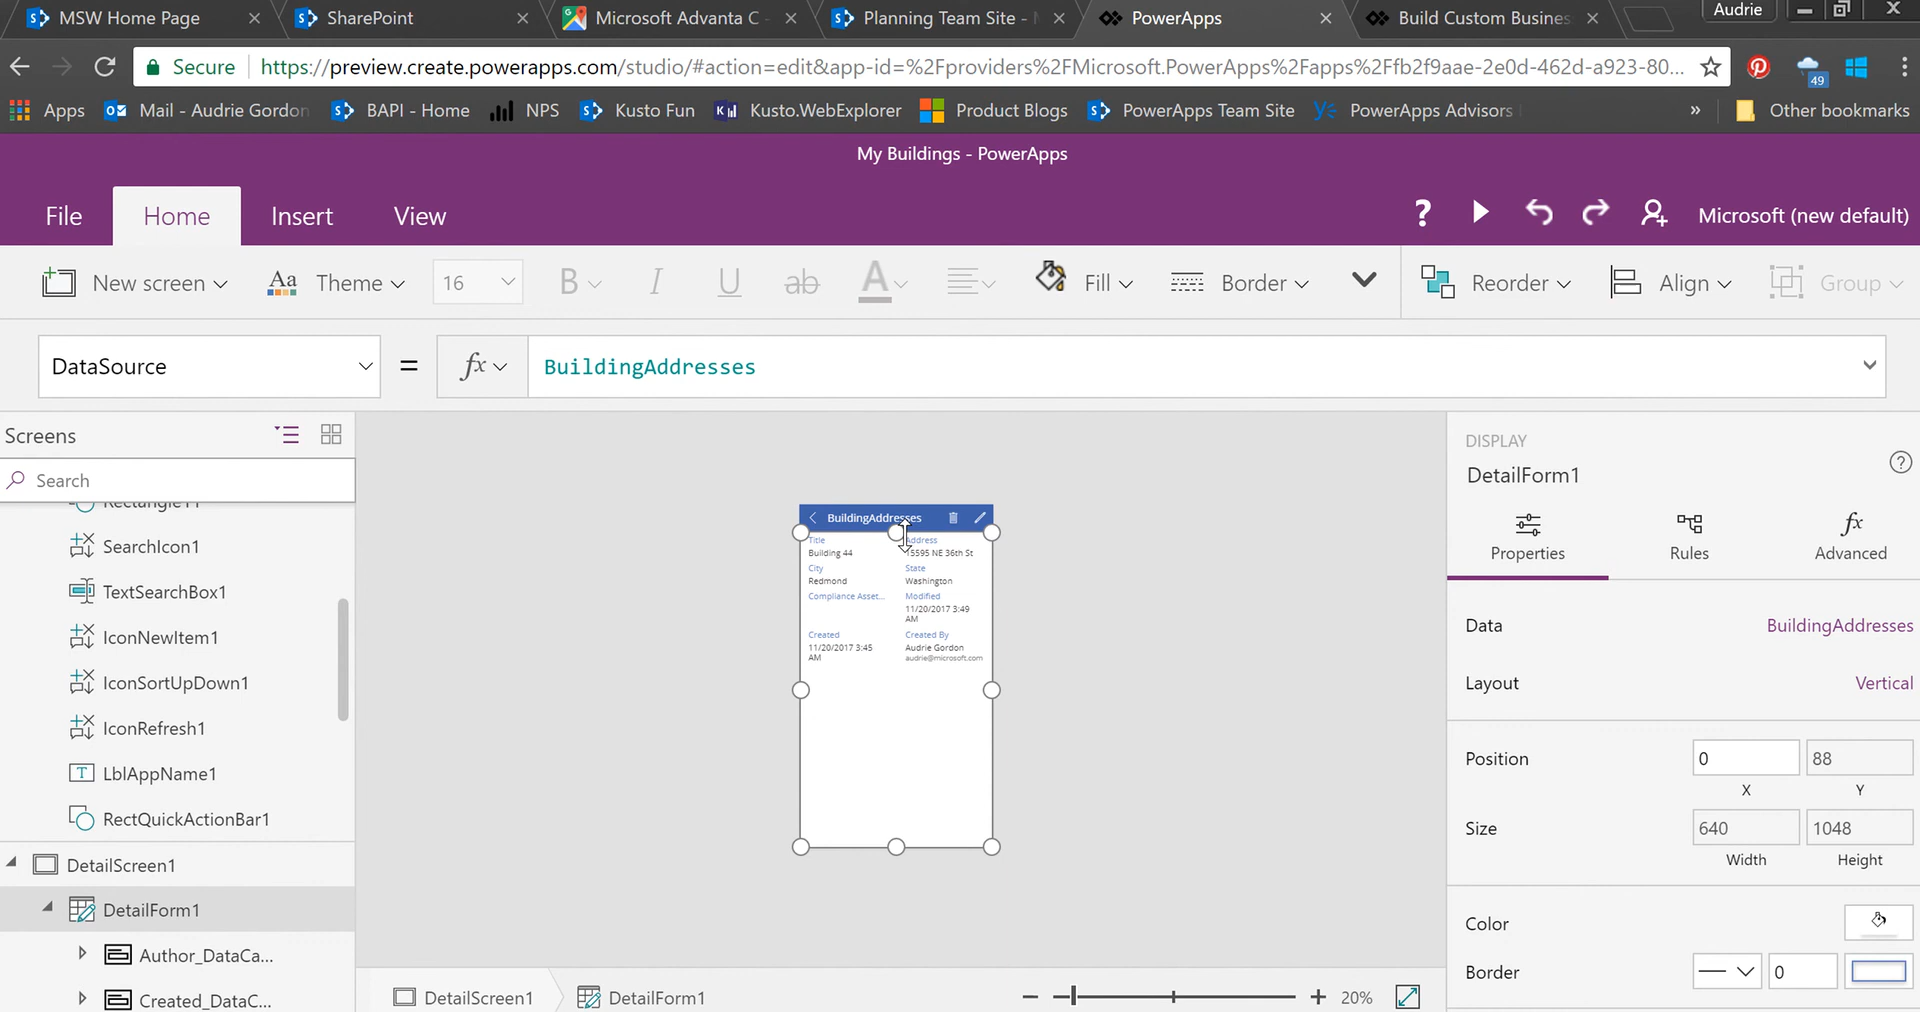 MSW Home Page
SharePoint
Microsoft Advanta C
Planning Team Site -
PowerApps
Build Custom Busines
Audrie
Secure
https://preview.create.powerapps.com/studio/#action=edit&app-id=%2Fproviders%2FMicrosoft.PowerApps%2Fapps%2Ffb2f9aae-2e0d-462d-a923-80...
49
Apps
Mail - Audrie Gordon
BAPI - Home
NPS
Kusto Fun
Kusto.WebExplorer
Product Blogs
PowerApps Team Site
PowerApps Advisors
»
Other bookmarks
My Buildings - PowerApps
File
Home
Insert
View
?
Microsoft (new default)
New screen
Aa
Theme
16
B
I
U
ab
A
Fill
Border
Reorder
Align
Group
DataSource
=
fx
BuildingAddresses
Screens
Search
Rectangle11
SearchIcon1
TextSearchBox1
IconNewItem1
IconSortUpDown1
IconRefresh1
LblAppName1
RectQuickActionBar1
DetailScreen1
DetailForm1
Author_DataCa...
Created_DataC...
BuildingAddresses
Title
Address
Building 44
15595 NE 36th St
City
State
Redmond
Washington
Compliance Asset...
Modified
11/20/2017 3:49
AM
Created
Created By
11/20/2017 3:45
AM
Audrie Gordon
audrie@microsoft.com
DetailScreen1
DetailForm1
20%
DISPLAY
DetailForm1
Properties
Rules
fx
Advanced
Data
BuildingAddresses
Layout
Vertical
Position
0
88
X
Y
Size
640
1048
Width
Height
Color
Border
0